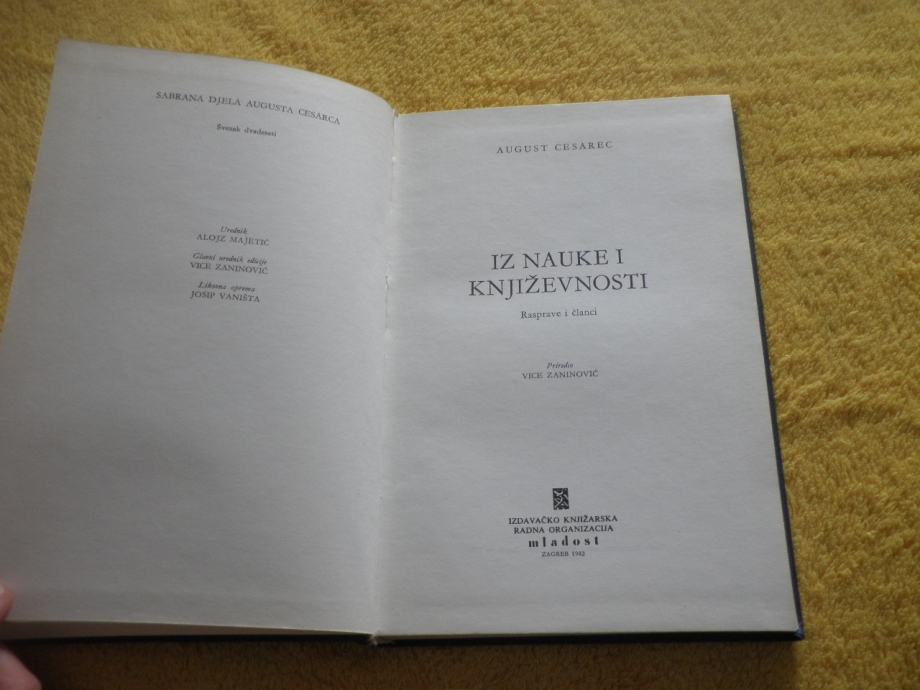 SABRANA DJELA AUGUSTA CESARCA
Svezak dvadeseti
Urednik
ALOJZ MAJETIĆ
Glavni urednik edicije
VICE ZANINOVIĆ
Likovna oprema
JOSIP VANIŠTA
AUGUST CESAREC
IZ NAUKE I
KNJIŽEVNOSTI
Rasprave i članci
Priredio
VICE ZANINOVIĆ
IZDAVAČKO KNJIŽARSKA
RADNA ORGANIZACIJA
mladost
ZAGREB 1982